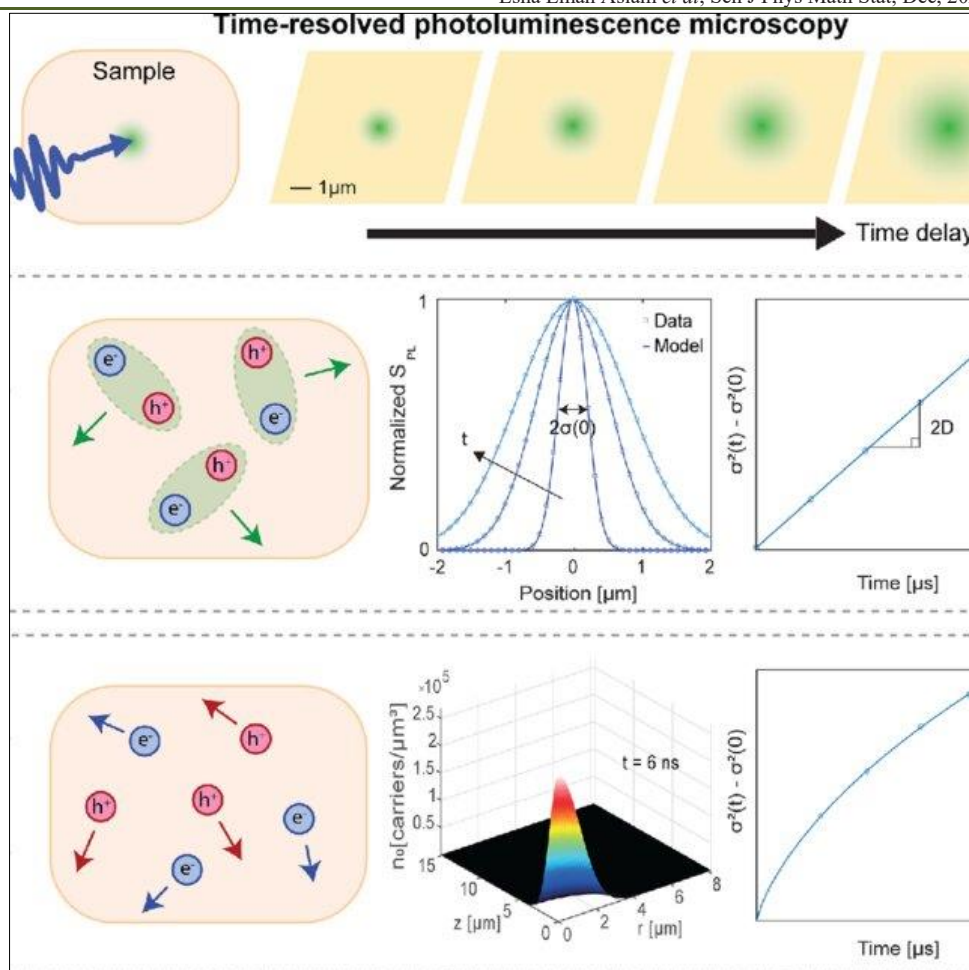 Time-resolved photoluminescence microscopy
Sample
1μm
Time delay
e⁻
h⁺
h⁺
e⁻
h⁺
e⁻
Normalized S_PL
1
0
Data
Model
2σ(0)
t
-2 -1 0 1 2
Position [μm]
σ²(t) - σ²(0)
2D
Time [μs]
e⁻
h⁺
h⁺
h⁺
e⁻
e⁻
×10⁵
2.5
2
1.5
1
0.5
n₀[carriers/μm³]
t = 6 ns
15
10
5
0
z [μm]
0
2
4
6
8
r [μm]
σ²(t) - σ²(0)
Time [μs]